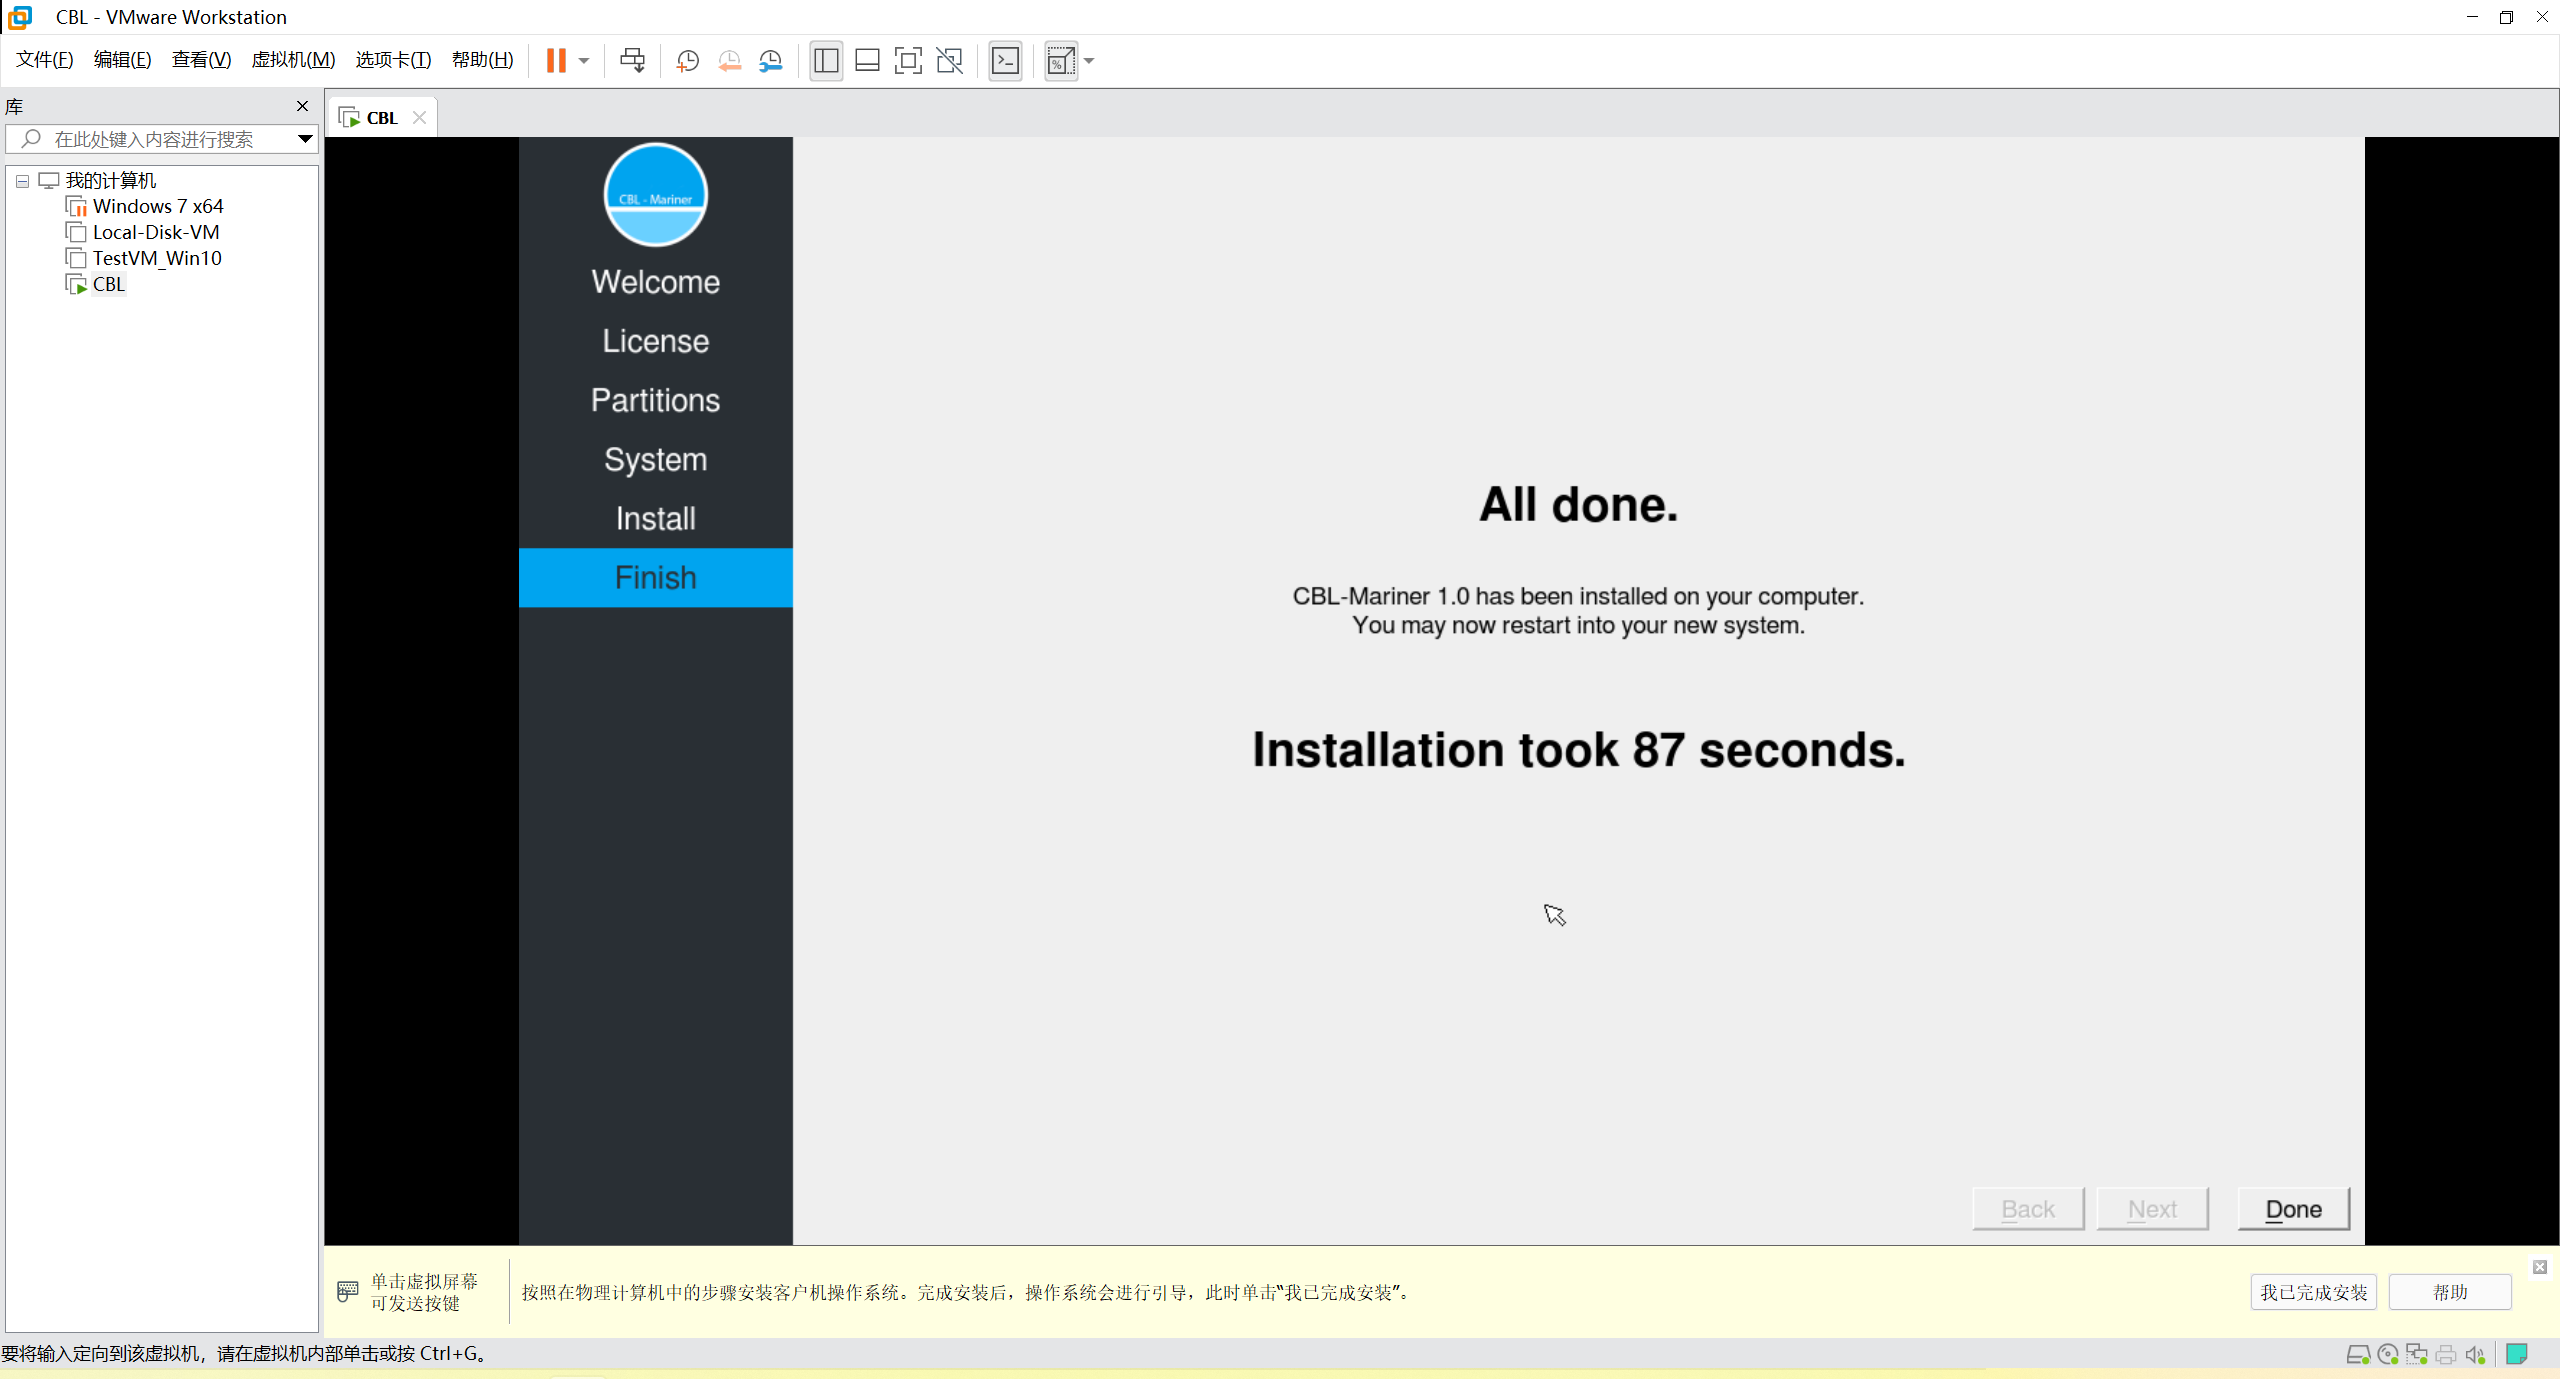 CBL - VMware Workstation
文件(F) 编辑(E) 查看(V) 虚拟机(M) 选项卡(T) 帮助(H)
库
在此处键入内容进行搜索
我的计算机
Windows 7 x64
Local-Disk-VM
TestVM_Win10
CBL
CBL
CBL - Mariner
Welcome
License
Partitions
System
Install
Finish
All done.
CBL-Mariner 1.0 has been installed on your computer.
You may now restart into your new system.
Installation took 87 seconds.
Back Next Done
单击虚拟屏幕
可发送按键
按照在物理计算机中的步骤安装客户机操作系统。完成安装后，操作系统会进行引导，此时单击“我已完成安装”。
我已完成安装 帮助
要将输入定向到该虚拟机，请在虚拟机内部单击或按 Ctrl+G。